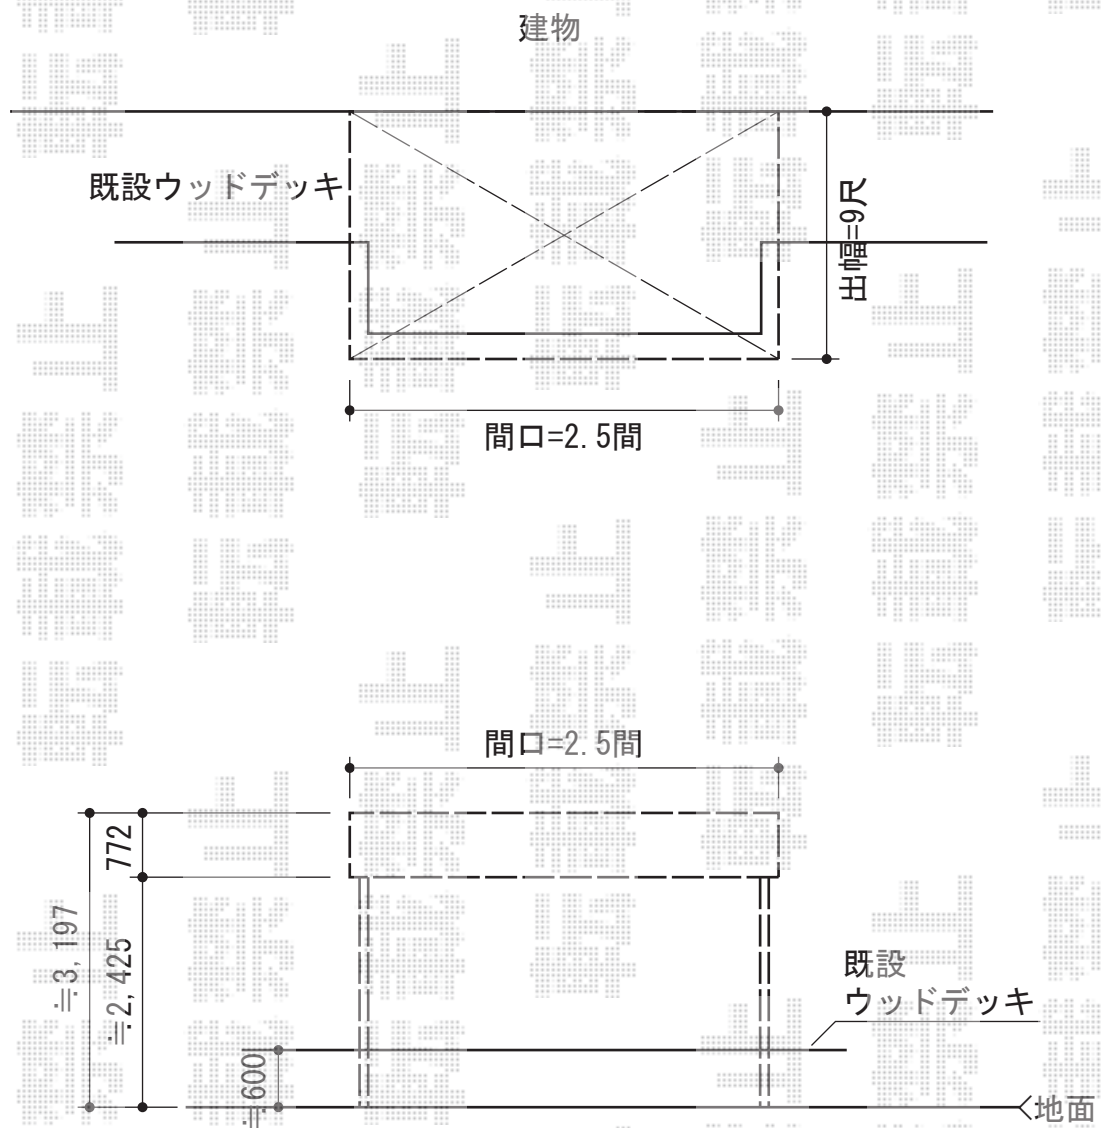 建物
既設ウッドデッキ
出幅=9尺
間口=2.5間
間口=2.5間
772
≒3,197
≒2,425
既設
ウッドデッキ
≒600
地面